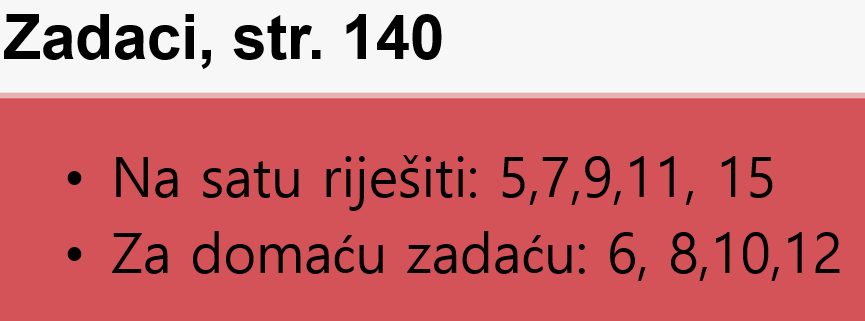 Zadaci, str. 140
• Na satu riješiti: 5,7,9,11, 15
• Za domaću zadaću: 6, 8,10,12